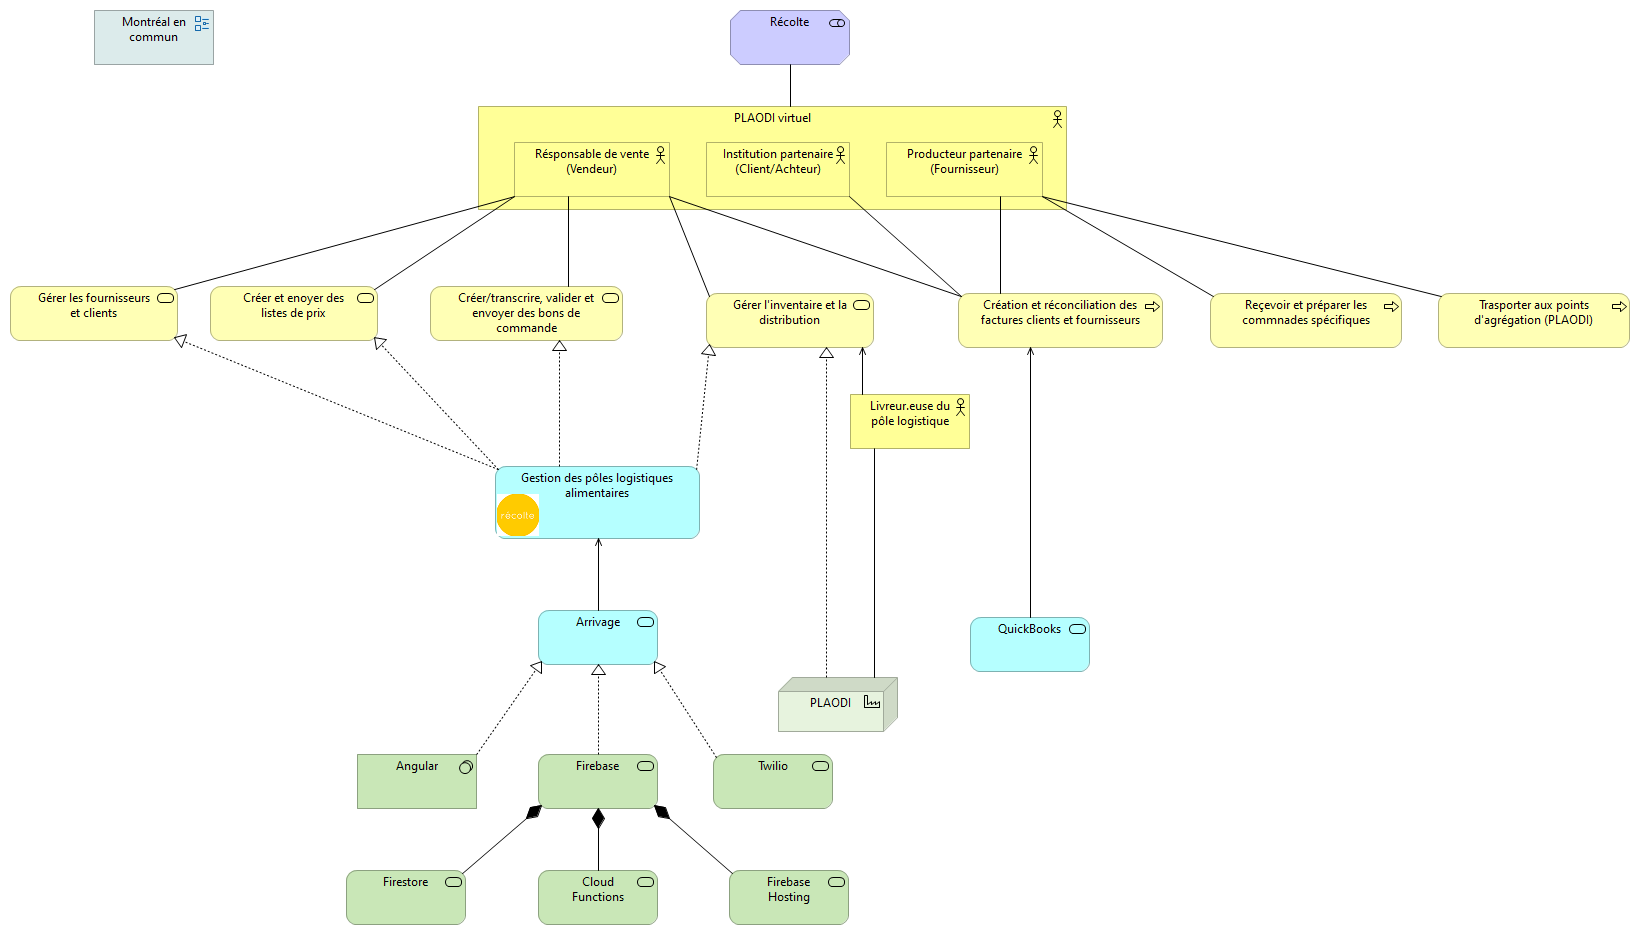 Montréal en
commun
Récolte
PLAODI virtuel
Résponsable de vente
(Vendeur)
Institution partenaire
(Client/Achteur)
Producteur partenaire
(Fournisseur)
Gérer les fournisseurs
et clients
Créer et enoyer des
listes de prix
Créer/transcrire, valider et
envoyer des bons de
commande
Gérer l'inventaire et la
distribution
Création et réconciliation des
factures clients et fournisseurs
Reçevoir et préparer les
commnades spécifiques
Trasporter aux points
d'agrégation (PLAODI)
Livreur.euse du
pôle logistique
Gestion des pôles logistiques
alimentaires
récolte
Arrivage
QuickBooks
PLAODI
Angular
Firebase
Twilio
Firestore
Cloud
Functions
Firebase
Hosting